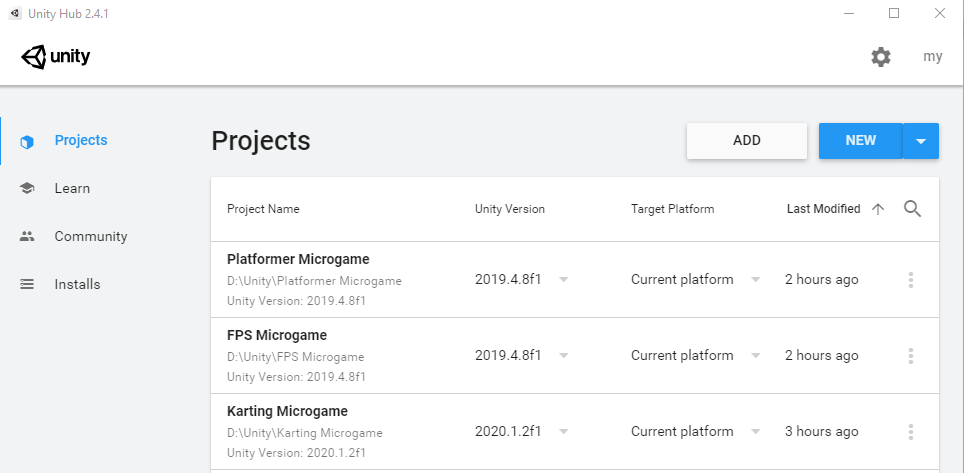 Unity Hub 2.4.1
unity
my
Projects
Learn
Community
Installs
Projects
ADD
NEW
Project Name Unity Version Target Platform Last Modified
Platformer Microgame
D:\Unity\Platformer Microgame
Unity Version: 2019.4.8f1
2019.4.8f1 Current platform 2 hours ago
FPS Microgame
D:\Unity\FPS Microgame
Unity Version: 2019.4.8f1
2019.4.8f1 Current platform 2 hours ago
Karting Microgame
D:\Unity\Karting Microgame
Unity Version: 2020.1.2f1
2020.1.2f1 Current platform 3 hours ago